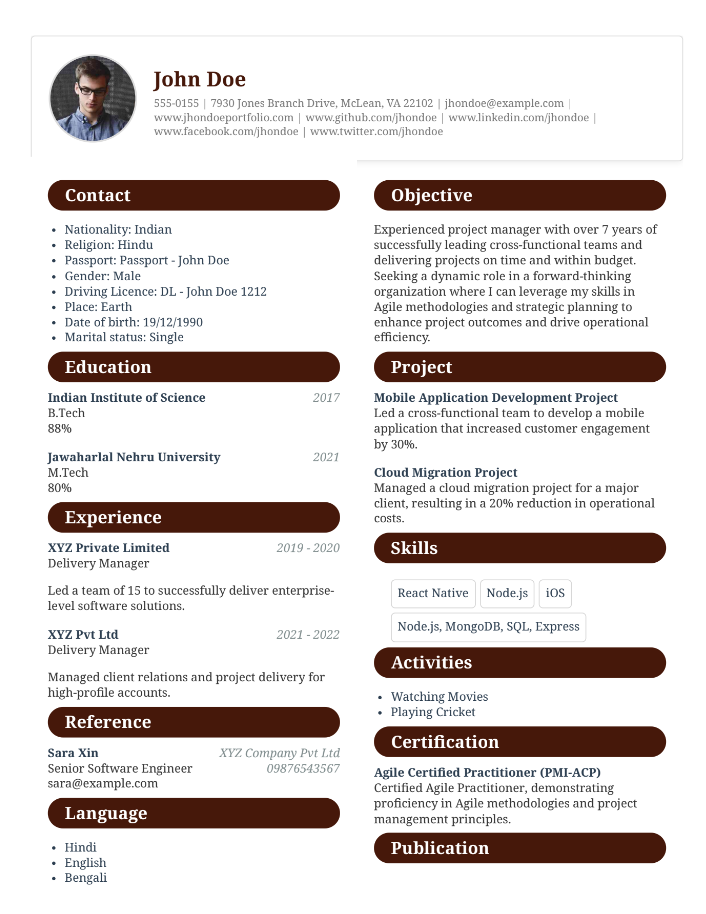 John Doe
555-0155 | 7930 Jones Branch Drive, McLean, VA 22102 | jhondoe@example.com |
www.jhondoeportfolio.com | www.github.com/jhondoe | www.linkedin.com/jhondoe |
www.facebook.com/jhondoe | www.twitter.com/jhondoe
Contact
• Nationality: Indian
• Religion: Hindu
• Passport: Passport - John Doe
• Gender: Male
• Driving Licence: DL - John Doe 1212
• Place: Earth
• Date of birth: 19/12/1990
• Marital status: Single
Education
Indian Institute of Science 2017
B.Tech
88%
Jawaharlal Nehru University 2021
M.Tech
80%
Experience
XYZ Private Limited 2019 - 2020
Delivery Manager
Led a team of 15 to successfully deliver enterprise-
level software solutions.
XYZ Pvt Ltd 2021 - 2022
Delivery Manager
Managed client relations and project delivery for
high-profile accounts.
Reference
Sara Xin XYZ Company Pvt Ltd
Senior Software Engineer 09876543567
sara@example.com
Language
• Hindi
• English
• Bengali
Objective
Experienced project manager with over 7 years of
successfully leading cross-functional teams and
delivering projects on time and within budget.
Seeking a dynamic role in a forward-thinking
organization where I can leverage my skills in
Agile methodologies and strategic planning to
enhance project outcomes and drive operational
efficiency.
Project
Mobile Application Development Project
Led a cross-functional team to develop a mobile
application that increased customer engagement
by 30%.
Cloud Migration Project
Managed a cloud migration project for a major
client, resulting in a 20% reduction in operational
costs.
Skills
React Native Node.js iOS
Node.js, MongoDB, SQL, Express
Activities
• Watching Movies
• Playing Cricket
Certification
Agile Certified Practitioner (PMI-ACP)
Certified Agile Practitioner, demonstrating
proficiency in Agile methodologies and project
management principles.
Publication